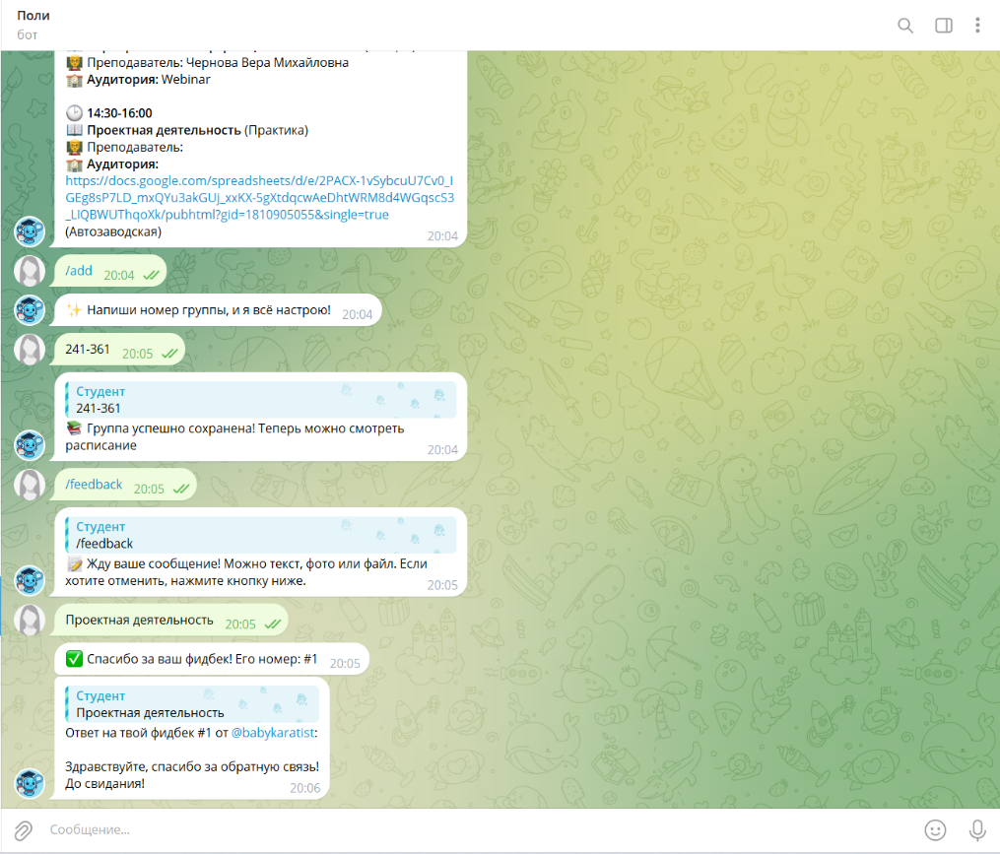 Поли
бот
Преподаватель: Чернова Вера Михайловна
Аудитория: Webinar
14:30-16:00
Проектная деятельность (Практика)
Преподаватель:
Аудитория:
https://docs.google.com/spreadsheets/d/e/2PACX-1vSybcuU7Cv0_I
GEg8sP7LD_mxQYu3akGUj_xxKX-5gXtdqcwAeDhtWRM8d4WGqscS3
_LIQBWUThqoXk/pubhtml?gid=1810905055&single=true
(Автозаводская) 20:04
/add 20:04
Напиши номер группы, и я всё настрою! 20:04
241-361 20:05
Студент
241-361
Группа успешно сохранена! Теперь можно смотреть
расписание 20:04
/feedback 20:05
Студент
/feedback
Жду ваше сообщение! Можно текст, фото или файл. Если
хотите отменить, нажмите кнопку ниже. 20:05
Проектная деятельность 20:05
Спасибо за ваш фидбек! Его номер: #1 20:05
Студент
Проектная деятельность
Ответ на твой фидбек #1 от @babykaratist:
Здравствуйте, спасибо за обратную связь!
До свидания! 20:06
Сообщение...